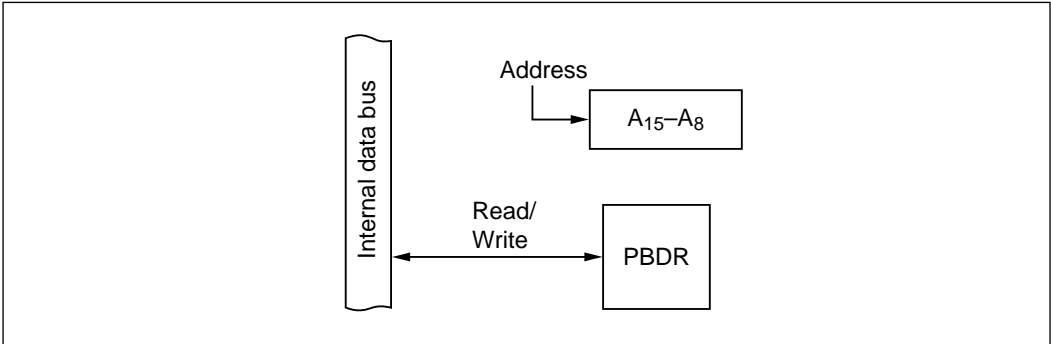 Internal data bus
Address
A₁₅–A₈
Read/
Write
PBDR